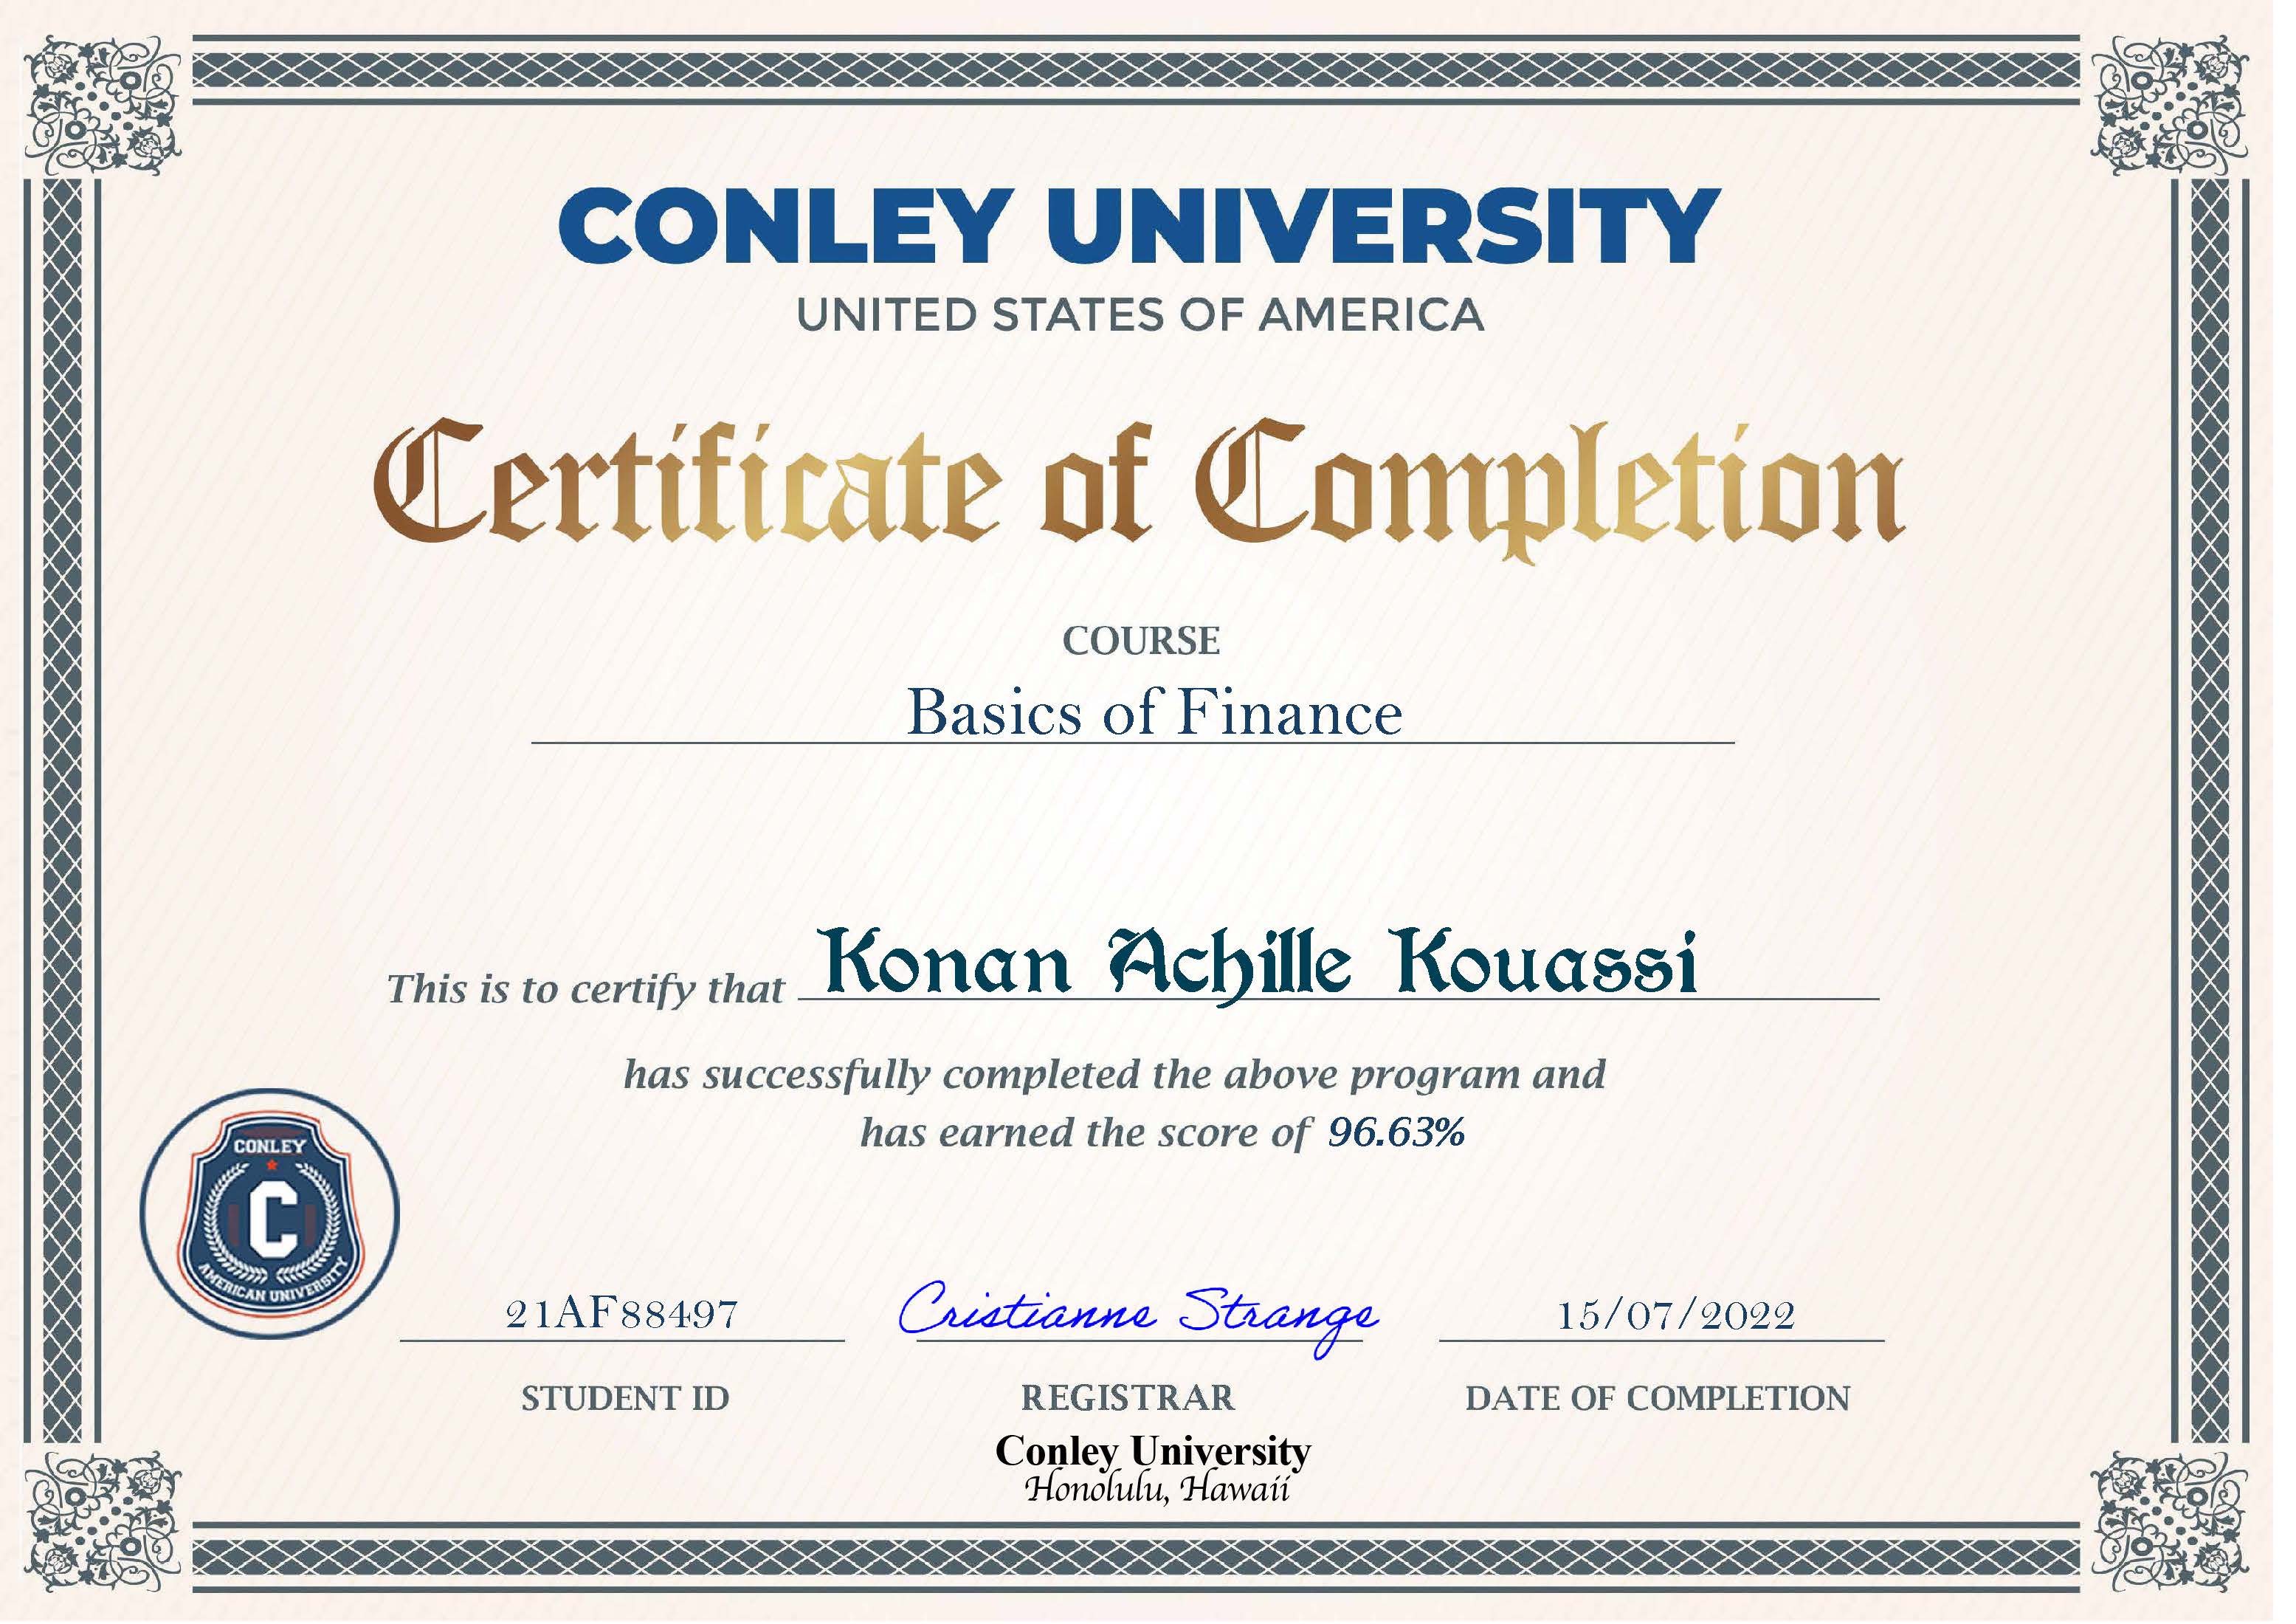 CONLEY UNIVERSITY
UNITED STATES OF AMERICA
Certificate of Completion
COURSE
Basics of Finance
This is to certify that Konan Achille Kouassi
has successfully completed the above program and
has earned the score of 96.63%
CONLEY
C
AMERICAN UNIVERSITY
21AF88497 Cristianne Strange 15/07/2022
STUDENT ID REGISTRAR DATE OF COMPLETION
Conley University
Honolulu, Hawaii